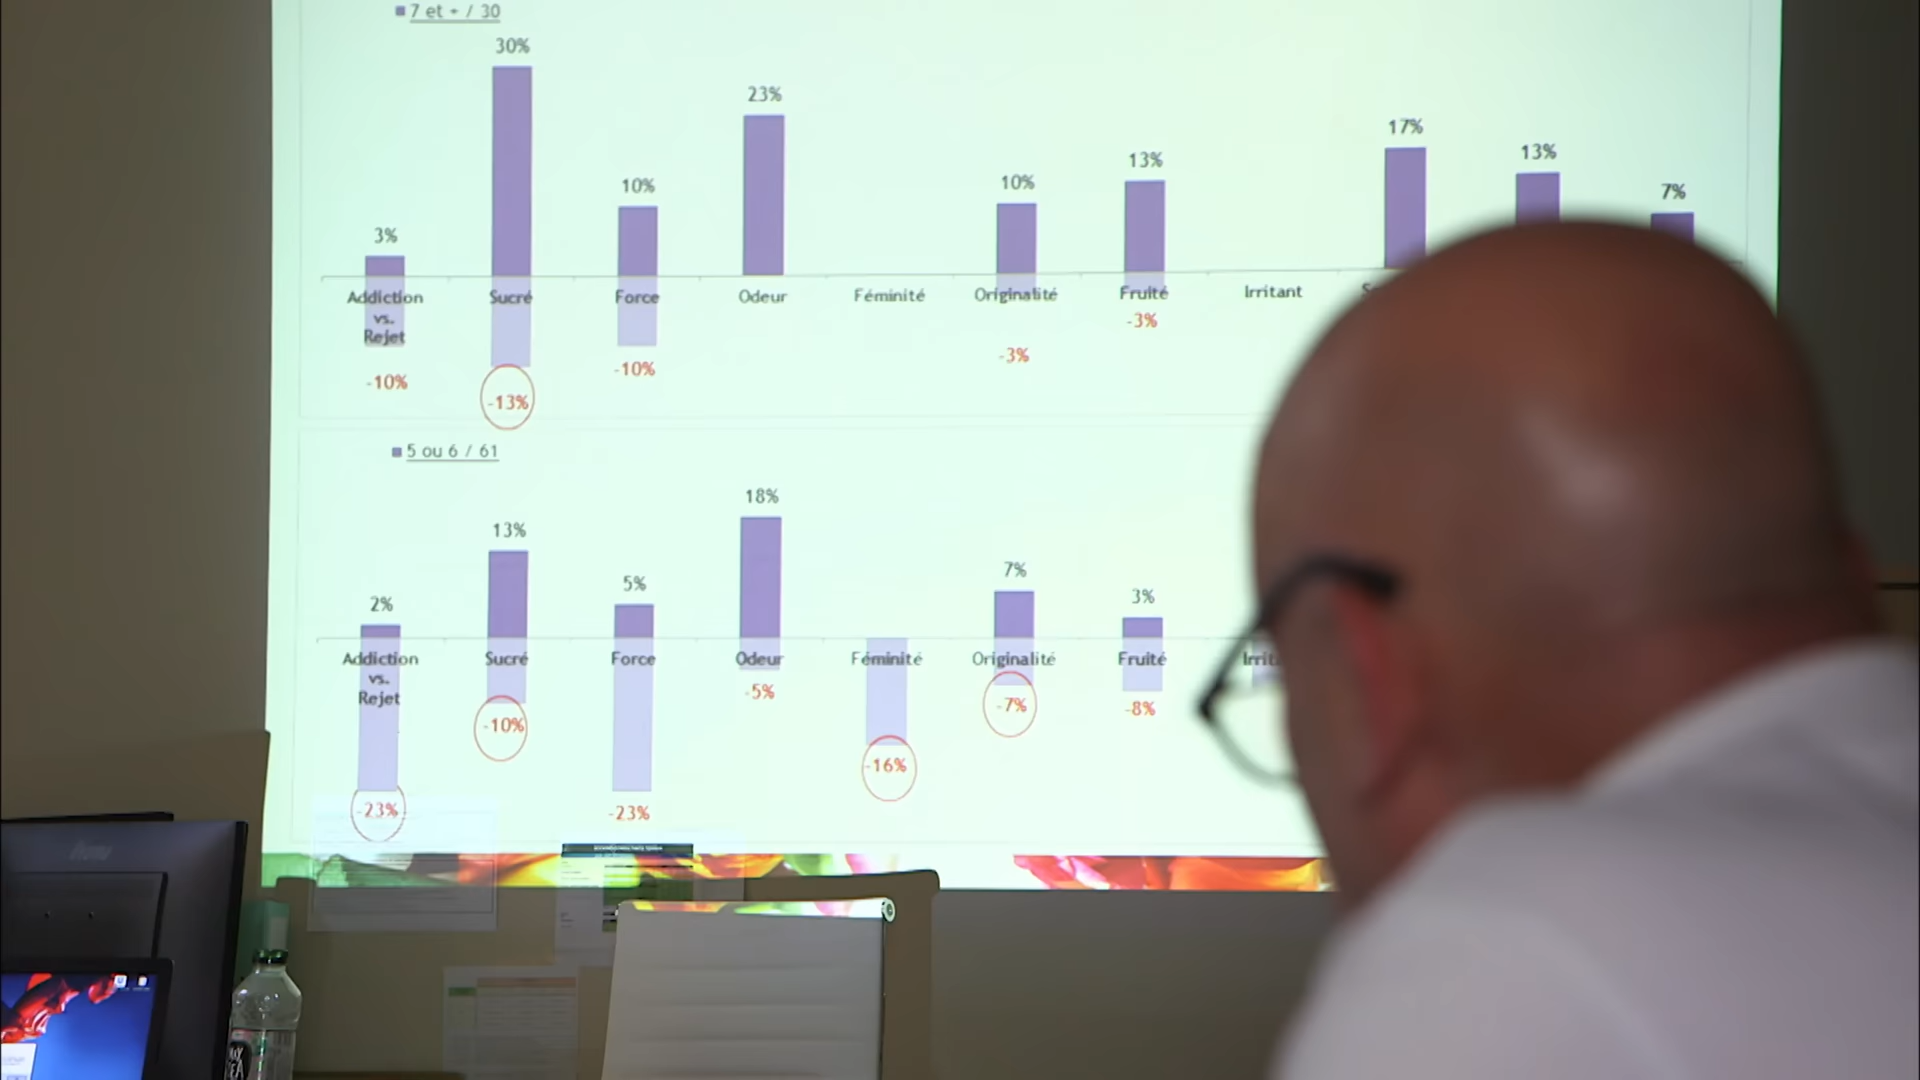 7 et + / 30
30%
23%
17%
13%
13%
10%
10%
7%
3%
Addiction
vs.
Rejet
Sucré
Force
Odeur
Féminité
Originalité
Fruité
Irritant
-10%
-13%
-10%
-3%
-3%
5 ou 6 / 61
2%
13%
5%
18%
7%
3%
Addiction
vs.
Rejet
Sucré
Force
Odeur
Féminité
Originalité
Fruité
-23%
-10%
-23%
-5%
-16%
-7%
-8%